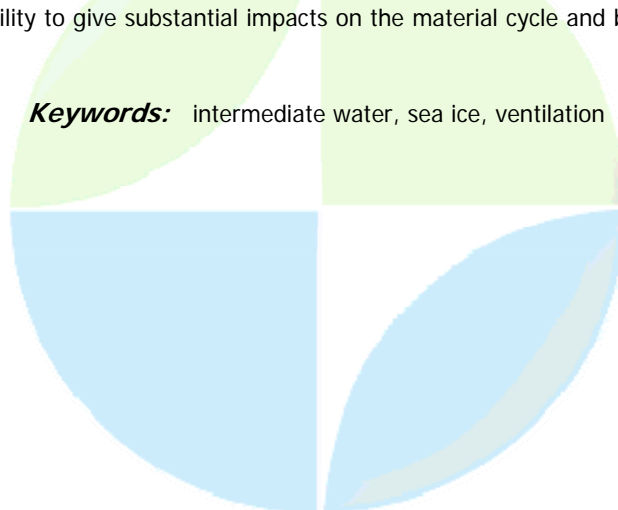 ility to give substantial impacts on the material cycle and b
Keywords: intermediate water, sea ice, ventilation